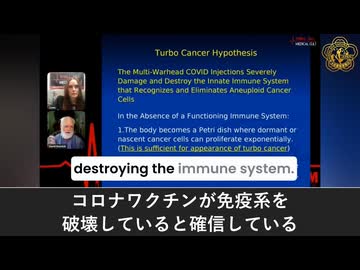 MEDICAL
Turbo Cancer Hypothesis
The Multi-Warhead COVID Injections Severely
Damage and Destroy the Innate Immune System
that Recognizes and Eliminates Aneuploid Cancer
Cells
In the Absence of a Functioning Immune System:
1.The body becomes a Petri dish where dormant or
nascent cancer cells can proliferate exponentially.
(This is sufficient for appearance of turbo cancer)
destroying the immune system.
コロナワクチンが免疫系を
破壊していると確信している